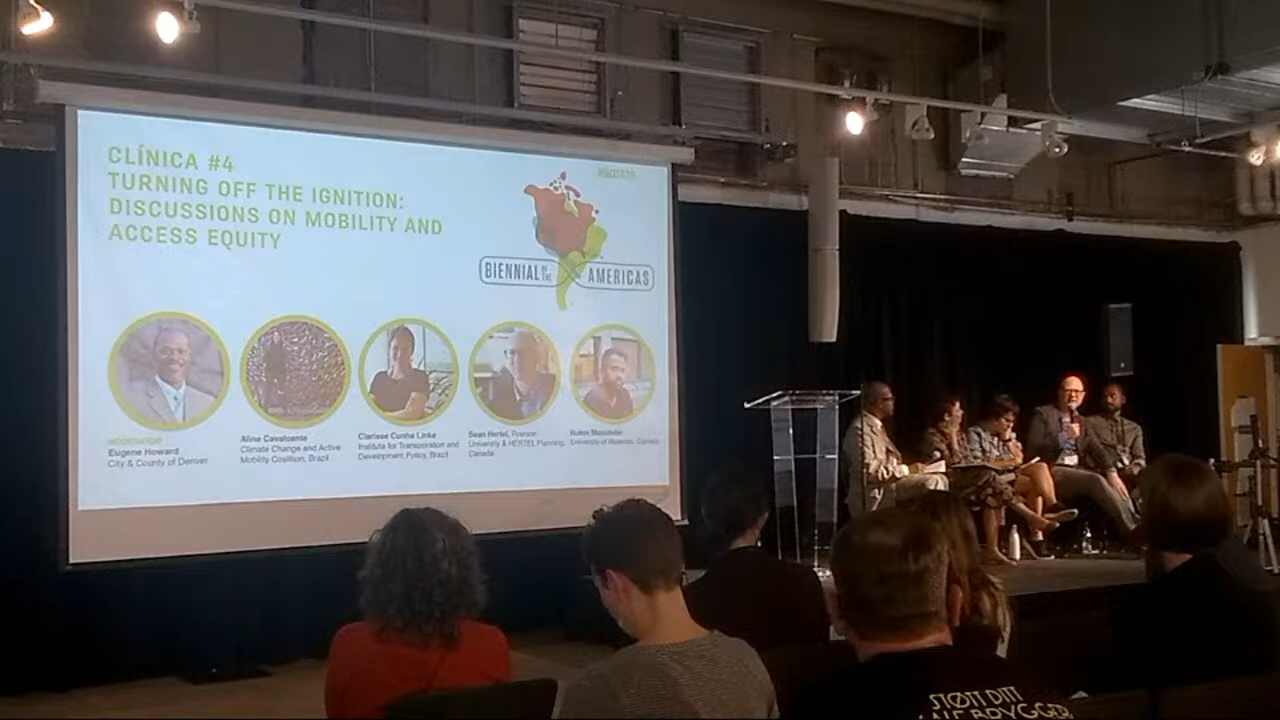 CLÍNICA #4
TURNING OFF THE IGNITION:
DISCUSSIONS ON MOBILITY AND
ACCESS EQUITY
BIENNIAL OF THE AMERICAS
MODERATOR
Eugene Howard
City & County of Denver
Aline Cavalcante
Climate Change and Active
Mobility Coalition, Brazil
Clarisse Cunha Linke
Institute for Transportation and
Development Policy, Brazil
Sean Hertel, Ryerson
University & HERTEL Planning,
Canada
University of Waterloo, Canada
STØTT DITT